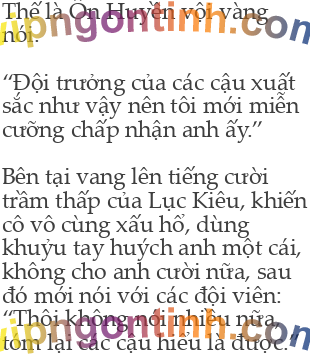 Thế là Ôn Huyền vội vàng
nói:
“Đội trưởng của các cậu xuất
sắc như vậy nên tôi mới miễn
cưỡng chấp nhận anh ấy.”
Bên tại vang lên tiếng cười
trầm thấp của Lục Kiêu, khiến
cô vô cùng xấu hổ, dùng
khuỷu tay huých anh một cái,
không cho anh cười nữa, sau
đó mới nói với các đội viên:
“Thôi không nói nhiều nữa,
tóm lại các cậu hiểu là được.”
vipngontinh.com
vipngontinh.com